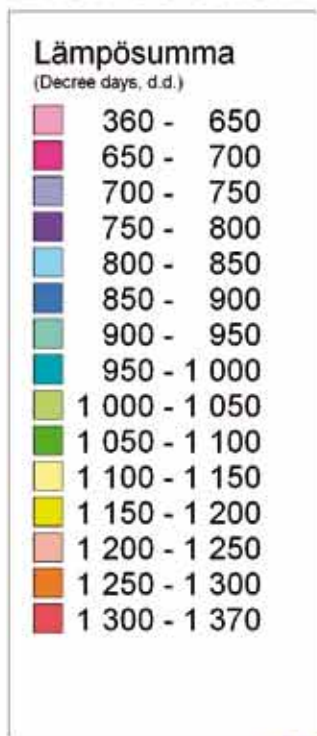 Lämpösumma
(Decree days, d.d.)
360 - 650
650 - 700
700 - 750
750 - 800
800 - 850
850 - 900
900 - 950
950 - 1 000
1 000 - 1 050
1 050 - 1 100
1 100 - 1 150
1 150 - 1 200
1 200 - 1 250
1 250 - 1 300
1 300 - 1 370